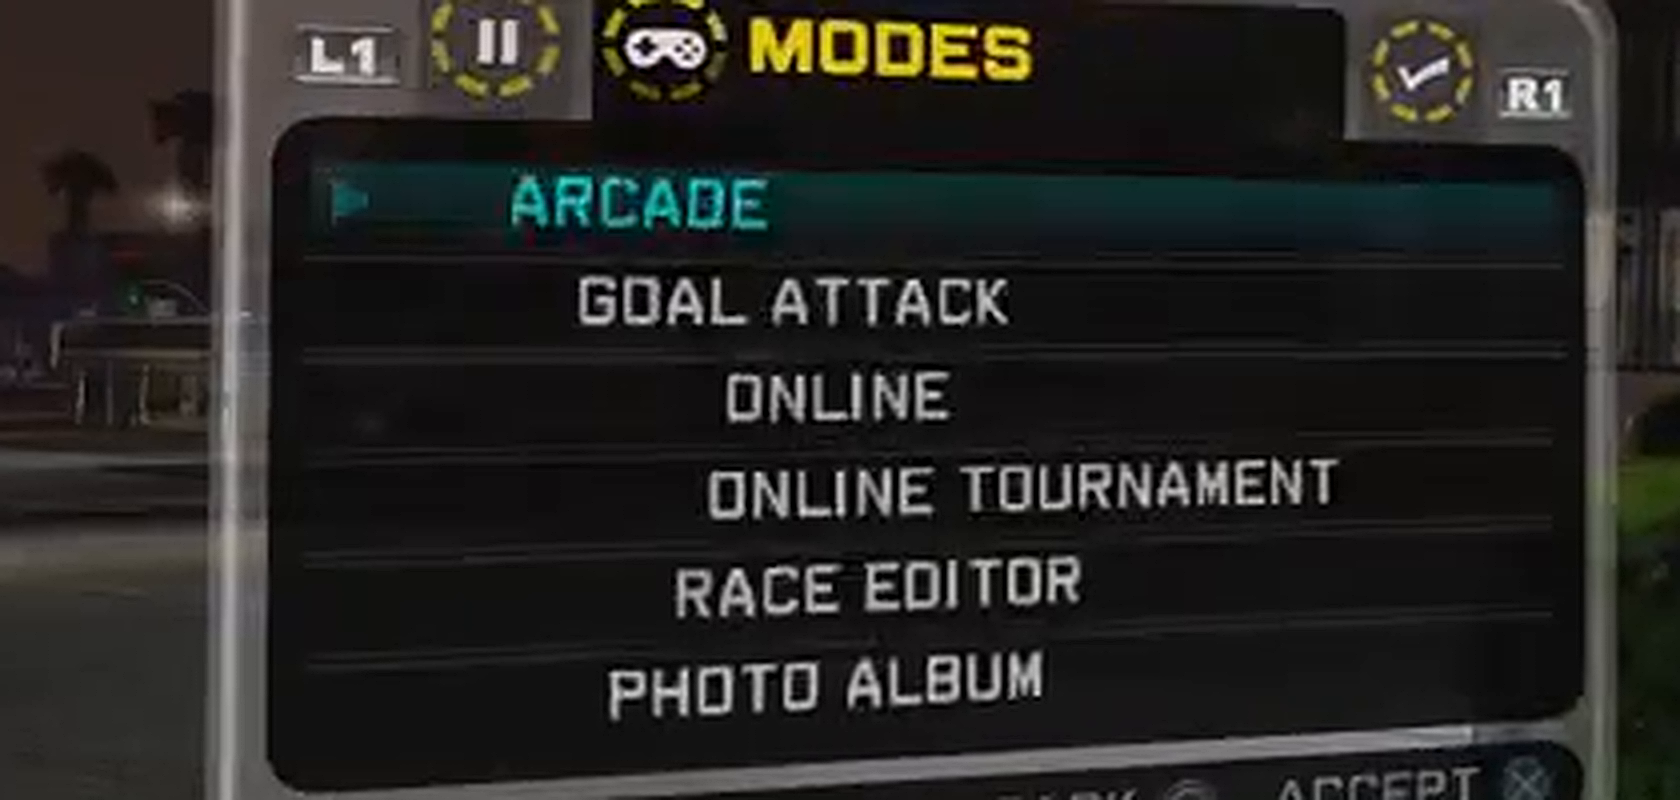 L1 MODES R1
ARCADE
GOAL ATTACK
ONLINE
ONLINE TOURNAMENT
RACE EDITOR
PHOTO ALBUM
ACCEPT